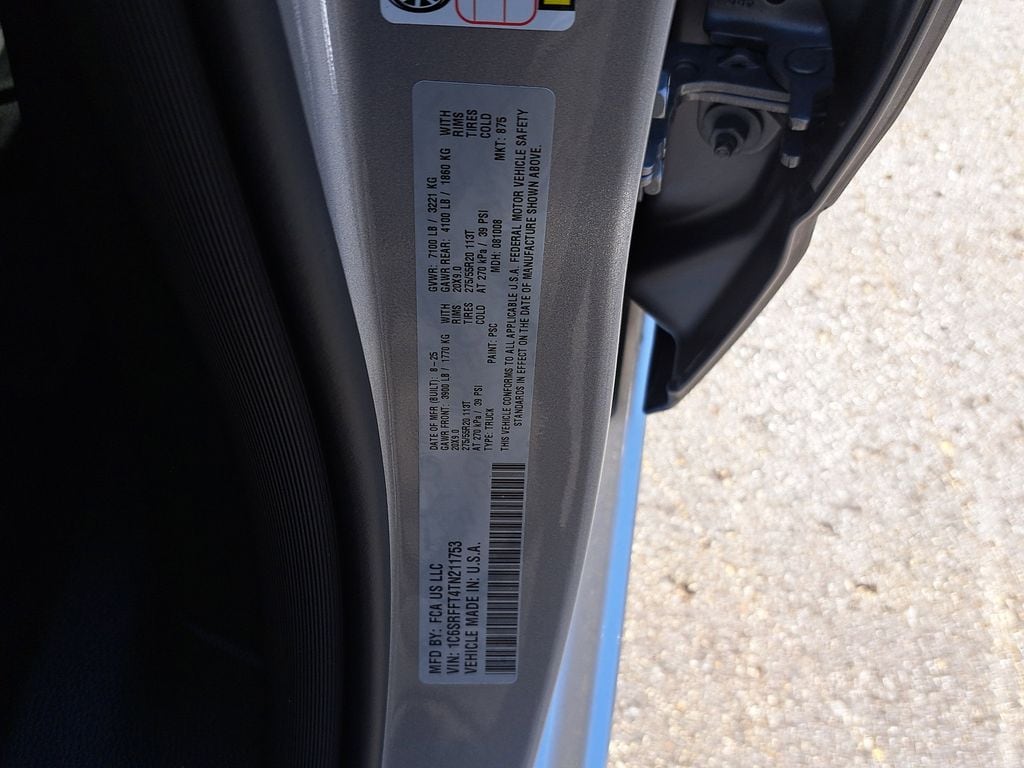 MFD BY: FCA US LLC
VIN: 1C6SRFFT4TN211753
VEHICLE MADE IN: U.S.A.
DATE OF MFR (BUILT): 8-25
GVWR: 7100 LB / 3221 KG
GAWR FRONT: 3900 LB / 1770 KG WITH
20X9.0 RIMS
275/55R20 113T TIRES
AT 270 kPa / 39 PSI COLD
GAWR REAR: 4100 LB / 1860 KG WITH
20X9.0 RIMS
275/55R20 113T TIRES
AT 270 kPa / 39 PSI COLD
TYPE: TRUCK PAINT: PSC MDH: 081008 MKT: 875
THIS VEHICLE CONFORMS TO ALL APPLICABLE U.S.A. FEDERAL MOTOR VEHICLE SAFETY
STANDARDS IN EFFECT ON THE DATE OF MANUFACTURE SHOWN ABOVE.